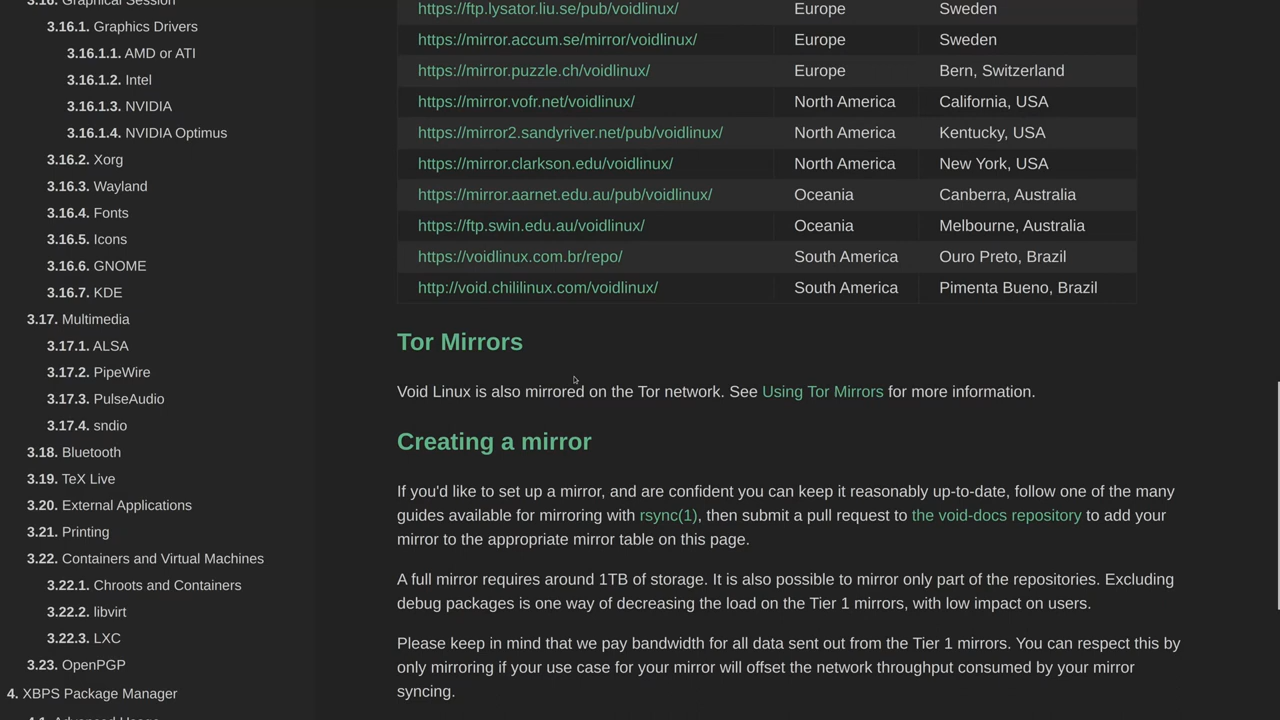 3.16. Graphical Session
3.16.1. Graphics Drivers
3.16.1.1. AMD or ATI
3.16.1.2. Intel
3.16.1.3. NVIDIA
3.16.1.4. NVIDIA Optimus
3.16.2. Xorg
3.16.3. Wayland
3.16.4. Fonts
3.16.5. Icons
3.16.6. GNOME
3.16.7. KDE
3.17. Multimedia
3.17.1. ALSA
3.17.2. PipeWire
3.17.3. PulseAudio
3.17.4. sndio
3.18. Bluetooth
3.19. TeX Live
3.20. External Applications
3.21. Printing
3.22. Containers and Virtual Machines
3.22.1. Chroots and Containers
3.22.2. libvirt
3.22.3. LXC
3.23. OpenPGP
4. XBPS Package Manager
4.1. Advanced Usage
https://ftp.lysator.liu.se/pub/voidlinux/ Europe Sweden
https://mirror.accum.se/mirror/voidlinux/ Europe Sweden
https://mirror.puzzle.ch/voidlinux/ Europe Bern, Switzerland
https://mirror.vofr.net/voidlinux/ North America California, USA
https://mirror2.sandyriver.net/pub/voidlinux/ North America Kentucky, USA
https://mirror.clarkson.edu/voidlinux/ North America New York, USA
https://mirror.aarnet.edu.au/pub/voidlinux/ Oceania Canberra, Australia
https://ftp.swin.edu.au/voidlinux/ Oceania Melbourne, Australia
https://voidlinux.com.br/repo/ South America Ouro Preto, Brazil
http://void.chililinux.com/voidlinux/ South America Pimenta Bueno, Brazil
Tor Mirrors
Void Linux is also mirrored on the Tor network. See Using Tor Mirrors for more information.
Creating a mirror
If you'd like to set up a mirror, and are confident you can keep it reasonably up-to-date, follow one of the many
guides available for mirroring with rsync(1), then submit a pull request to the void-docs repository to add your
mirror to the appropriate mirror table on this page.
A full mirror requires around 1TB of storage. It is also possible to mirror only part of the repositories. Excluding
debug packages is one way of decreasing the load on the Tier 1 mirrors, with low impact on users.
Please keep in mind that we pay bandwidth for all data sent out from the Tier 1 mirrors. You can respect this by
only mirroring if your use case for your mirror will offset the network throughput consumed by your mirror
syncing.